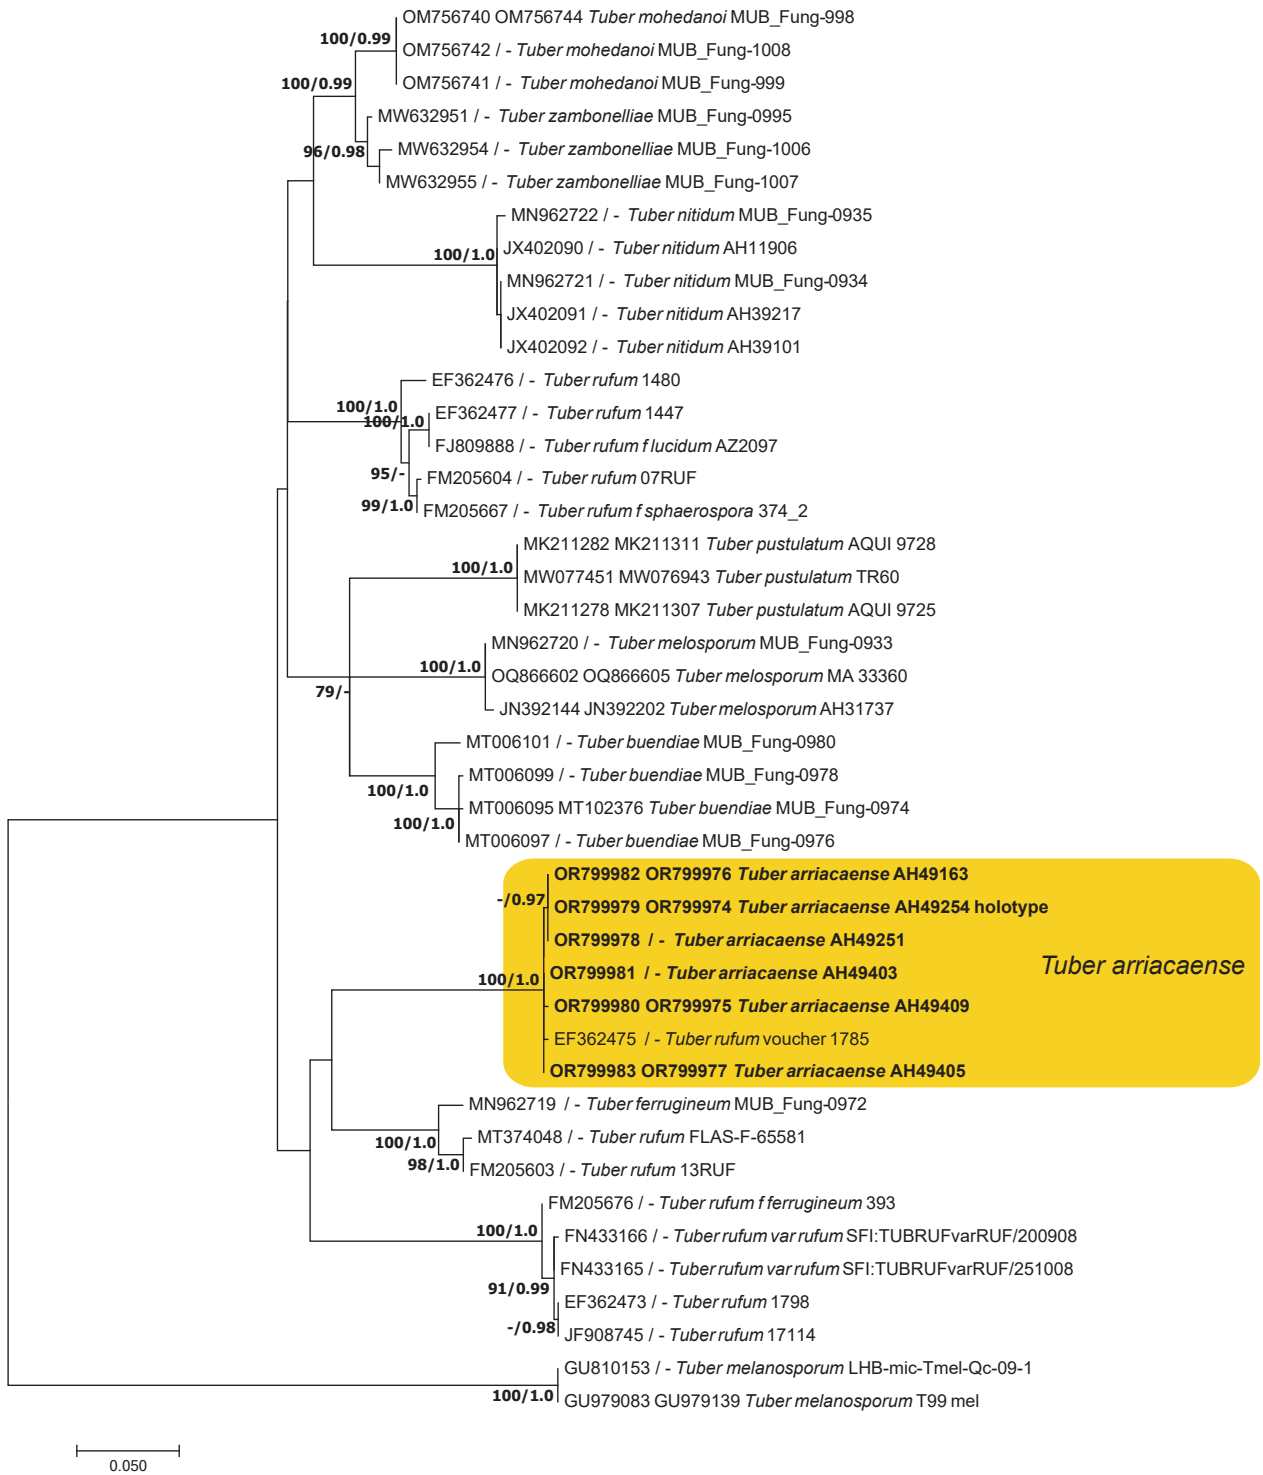 OM756740 OM756744 Tuber mohedanoi MUB_Fung-998
100/0.99
OM756742 / - Tuber mohedanoi MUB_Fung-1008
100/0.99
OM756741 / - Tuber mohedanoi MUB_Fung-999
MW632951 / - Tuber zambonelliae MUB_Fung-0995
96/0.98
MW632954 / - Tuber zambonelliae MUB_Fung-1006
MW632955 / - Tuber zambonelliae MUB_Fung-1007
MN962722 / - Tuber nitidum MUB_Fung-0935
100/1.0
JX402090 / - Tuber nitidum AH11906
MN962721 / - Tuber nitidum MUB_Fung-0934
JX402091 / - Tuber nitidum AH39217
JX402092 / - Tuber nitidum AH39101
EF362476 / - Tuber rufum 1480
100/1.0
100/1.0
EF362477 / - Tuber rufum 1447
FJ809888 / - Tuber rufum f lucidum AZ2097
95/-
FM205604 / - Tuber rufum 07RUF
99/1.0
FM205667 / - Tuber rufum f sphaerospora 374_2
MK211282 MK211311 Tuber pustulatum AQUI 9728
100/1.0
MW077451 MW076943 Tuber pustulatum TR60
MK211278 MK211307 Tuber pustulatum AQUI 9725
MN962720 / - Tuber melosporum MUB_Fung-0933
100/1.0
OQ866602 OQ866605 Tuber melosporum MA 33360
79/-
JN392144 JN392202 Tuber melosporum AH31737
MT006101 / - Tuber buendiae MUB_Fung-0980
MT006099 / - Tuber buendiae MUB_Fung-0978
100/1.0
MT006095 MT102376 Tuber buendiae MUB_Fung-0974
100/1.0
MT006097 / - Tuber buendiae MUB_Fung-0976
OR799982 OR799976 Tuber arriacaense AH49163
-/0.97
OR799979 OR799974 Tuber arriacaense AH49254 holotype
OR799978 / - Tuber arriacaense AH49251
Tuber arriacaense
OR799981 / - Tuber arriacaense AH49403
100/1.0
OR799980 OR799975 Tuber arriacaense AH49409
EF362475 / - Tuber rufum voucher 1785
OR799983 OR799977 Tuber arriacaense AH49405
MN962719 / - Tuber ferrugineum MUB_Fung-0972
100/1.0
MT374048 / - Tuber rufum FLAS-F-65581
98/1.0
FM205603 / - Tuber rufum 13RUF
FM205676 / - Tuber rufum f ferrugineum 393
100/1.0
FN433166 / - Tuber rufum var rufum SFI:TUBRUFvarRUF/200908
FN433165 / - Tuber rufum var rufum SFI:TUBRUFvarRUF/251008
91/0.99
EF362473 / - Tuber rufum 1798
-/0.98
JF908745 / - Tuber rufum 17114
GU810153 / - Tuber melanosporum LHB-mic-Tmel-Qc-09-1
100/1.0
GU979083 GU979139 Tuber melanosporum T99 mel
0.050